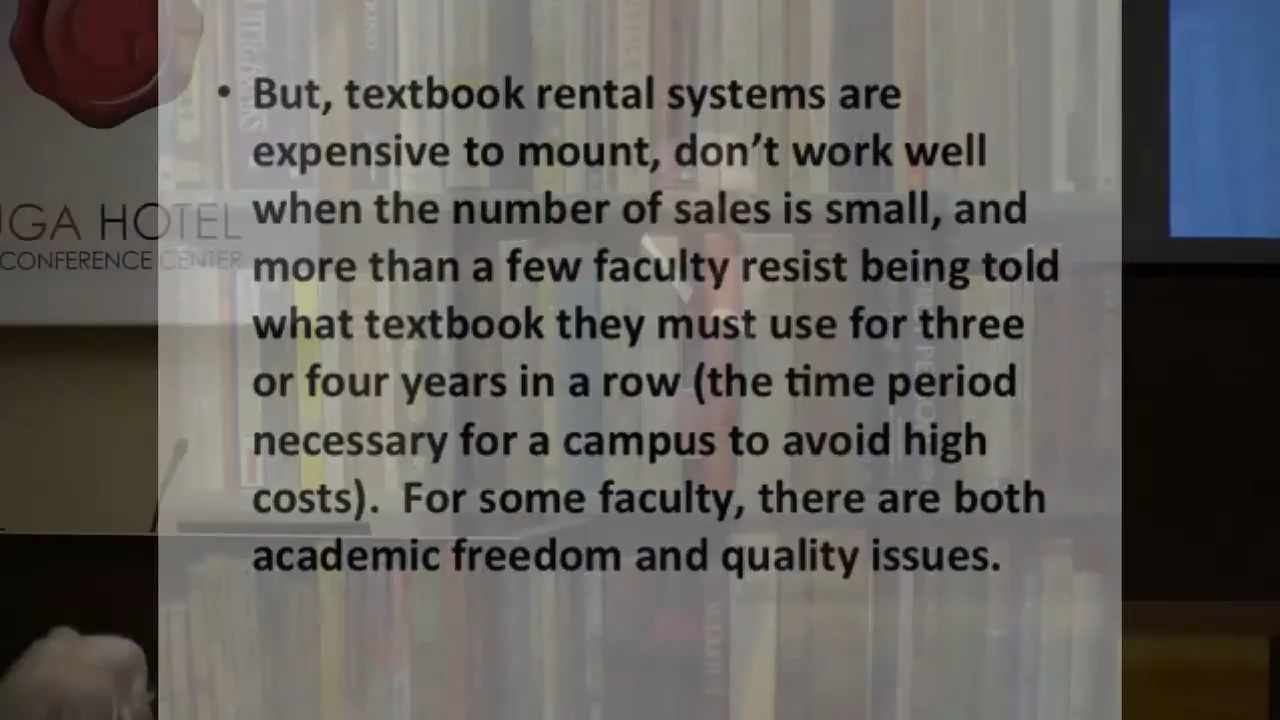 • But, textbook rental systems are
expensive to mount, don't work well
when the number of sales is small, and
more than a few faculty resist being told
what textbook they must use for three
or four years in a row (the time period
necessary for a campus to avoid high
costs).  For some faculty, there are both
academic freedom and quality issues.
UGA HOTEL
CONFERENCE CENTER